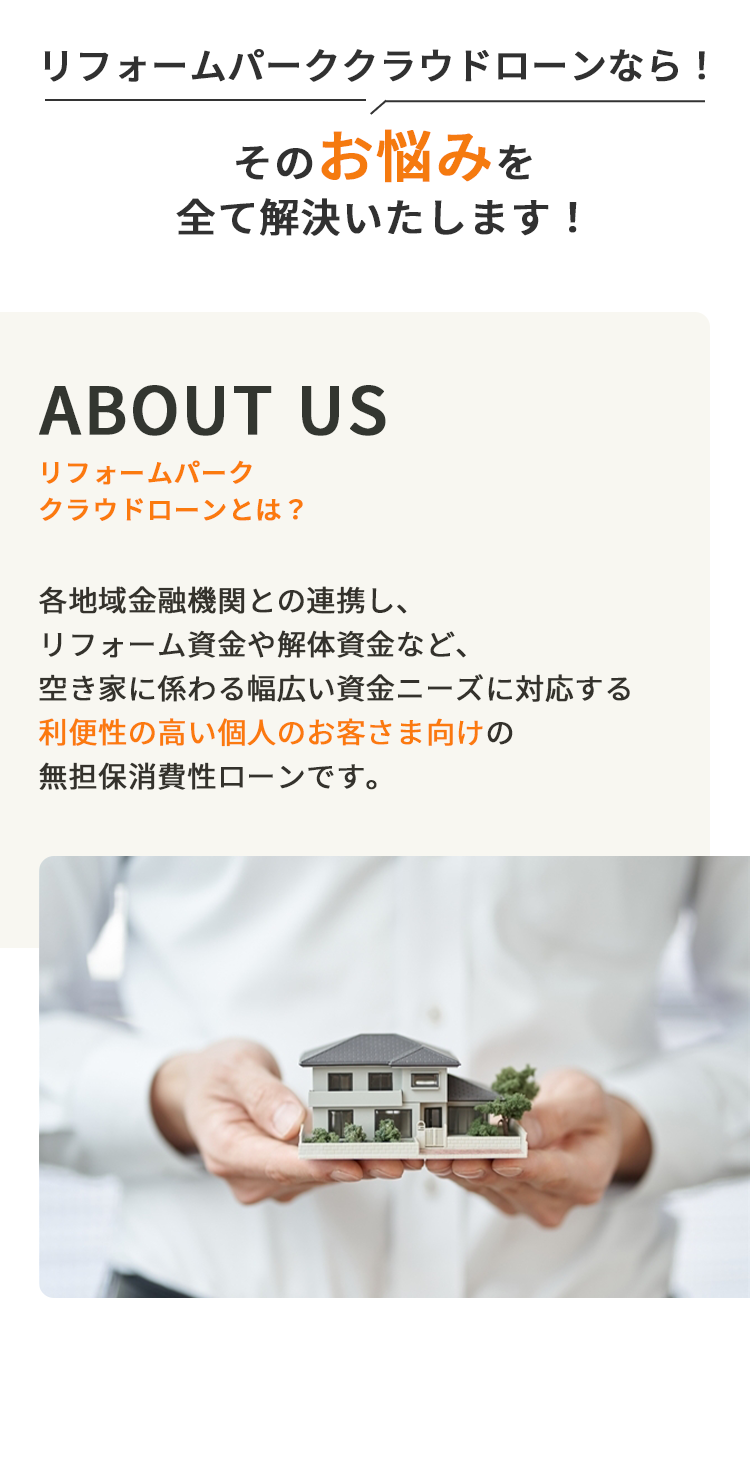 リフォームパーククラウドローンなら！
そのお悩みを
全て解決いたします！
ABOUT US
リフォームパーク
クラウドローンとは？
各地域金融機関との連携し、
リフォーム資金や解体資金など、
空き家に係わる幅広い資金ニーズに対応する
利便性の高い個人のお客さま向けの
無担保消費性ローンです。